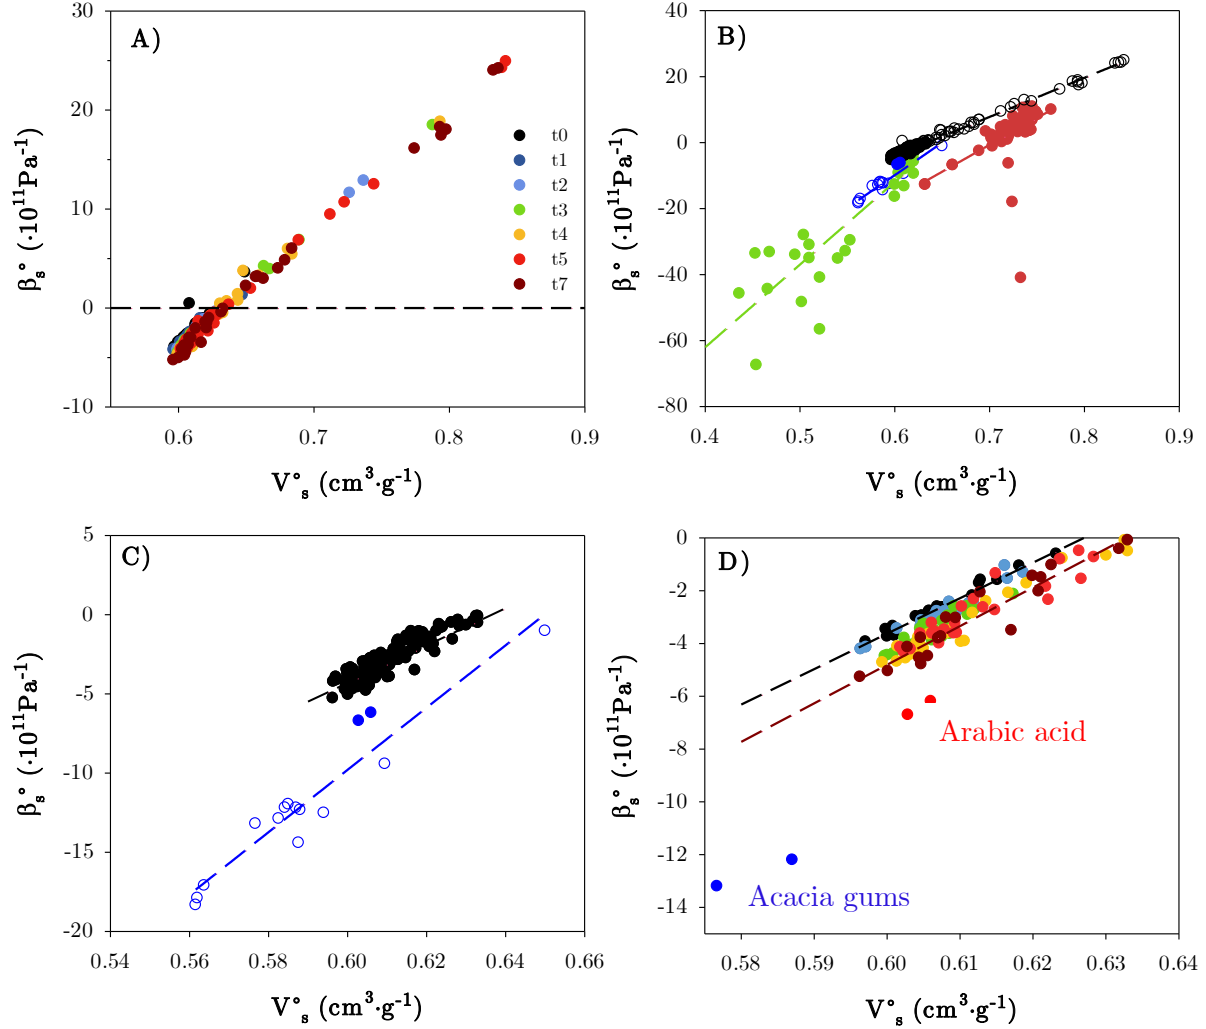 A)
30
20
10
0
-10
0.6 0.7 0.8 0.9
βs° (·10¹¹Pa⁻¹)
V°s (cm³·g⁻¹)
t0
t1
t2
t3
t4
t5
t7
B)
40
20
0
-20
-40
-60
-80
0.4 0.5 0.6 0.7 0.8 0.9
βs° (·10¹¹Pa⁻¹)
V°s (cm³·g⁻¹)
C)
5
0
-5
-10
-15
-20
0.54 0.56 0.58 0.60 0.62 0.64 0.66
βs° (·10¹¹Pa⁻¹)
V°s (cm³·g⁻¹)
D)
0
-2
-4
-6
-8
-10
-12
-14
0.58 0.59 0.60 0.61 0.62 0.63 0.64
βs° (·10¹¹Pa⁻¹)
V°s (cm³·g⁻¹)
Arabic acid
Acacia gums